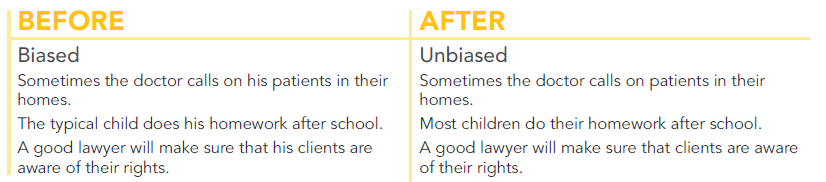 BEFORE
Biased
Sometimes the doctor calls on his patients in their
homes.
The typical child does his homework after school.
A good lawyer will make sure that his clients are
aware of their rights.
AFTER
Unbiased
Sometimes the doctor calls on patients in their
homes.
Most children do their homework after school.
A good lawyer will make sure that clients are aware
of their rights.